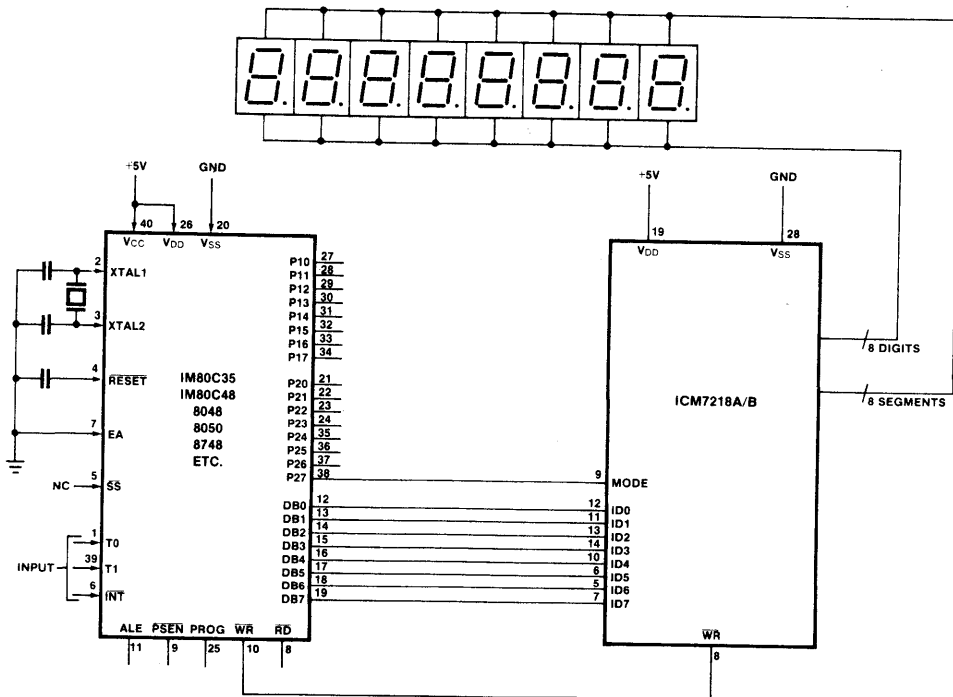 +5V
GND
40
26
20
VCC
VDD
VSS
2
XTAL1
3
XTAL2
4
RESET
7
EA
5
NC
SS
1
T0
INPUT
39
T1
6
INT
IM80C35
IM80C48
8048
8050
8748
ETC.
P10
27
P11
28
P12
29
P13
30
P14
31
P15
32
P16
33
P17
34
P20
21
P21
22
P22
23
P23
24
P24
35
P25
36
P26
37
P27
38
DB0
12
DB1
13
DB2
14
DB3
15
DB4
16
DB5
17
DB6
18
DB7
19
ALE
PSEN
PROG
WR
RD
11
9
25
10
8
+5V
GND
19
28
VDD
VSS
8 DIGITS
ICM7218A/B
8 SEGMENTS
9
MODE
12
ID0
11
ID1
13
ID2
14
ID3
10
ID4
6
ID5
5
ID6
7
ID7
WR
8